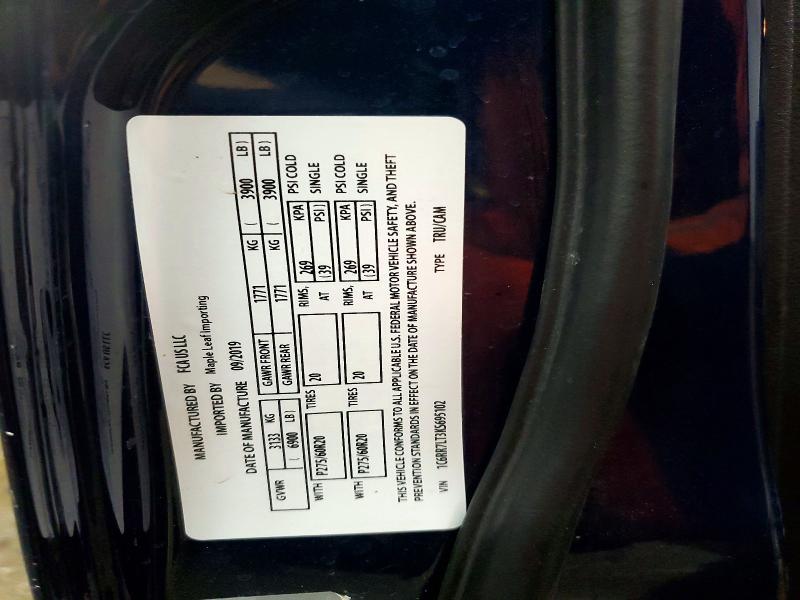 MANUFACTURED BY FCA US LLC
IMPORTED BY Maple Leaf Importing
DATE OF MANUFACTURE 09/2019
GVWR 3133 KG ( 6900 LB)
GAWR FRONT 1771 KG ( 3900 LB)
GAWR REAR 1771 KG ( 3900 LB)
WITH P275/60R20 TIRES 20 RIMS, AT 269 KPA (39 PSI) PSI COLD SINGLE
WITH P275/60R20 TIRES 20 RIMS, AT 269 KPA (39 PSI) PSI COLD SINGLE
THIS VEHICLE CONFORMS TO ALL APPLICABLE U.S. FEDERAL MOTOR VEHICLE SAFETY, AND THEFT
PREVENTION STANDARDS IN EFFECT ON THE DATE OF MANUFACTURE SHOWN ABOVE.
VIN 1C6RR7LT3KS695102 TYPE TRU/CAM